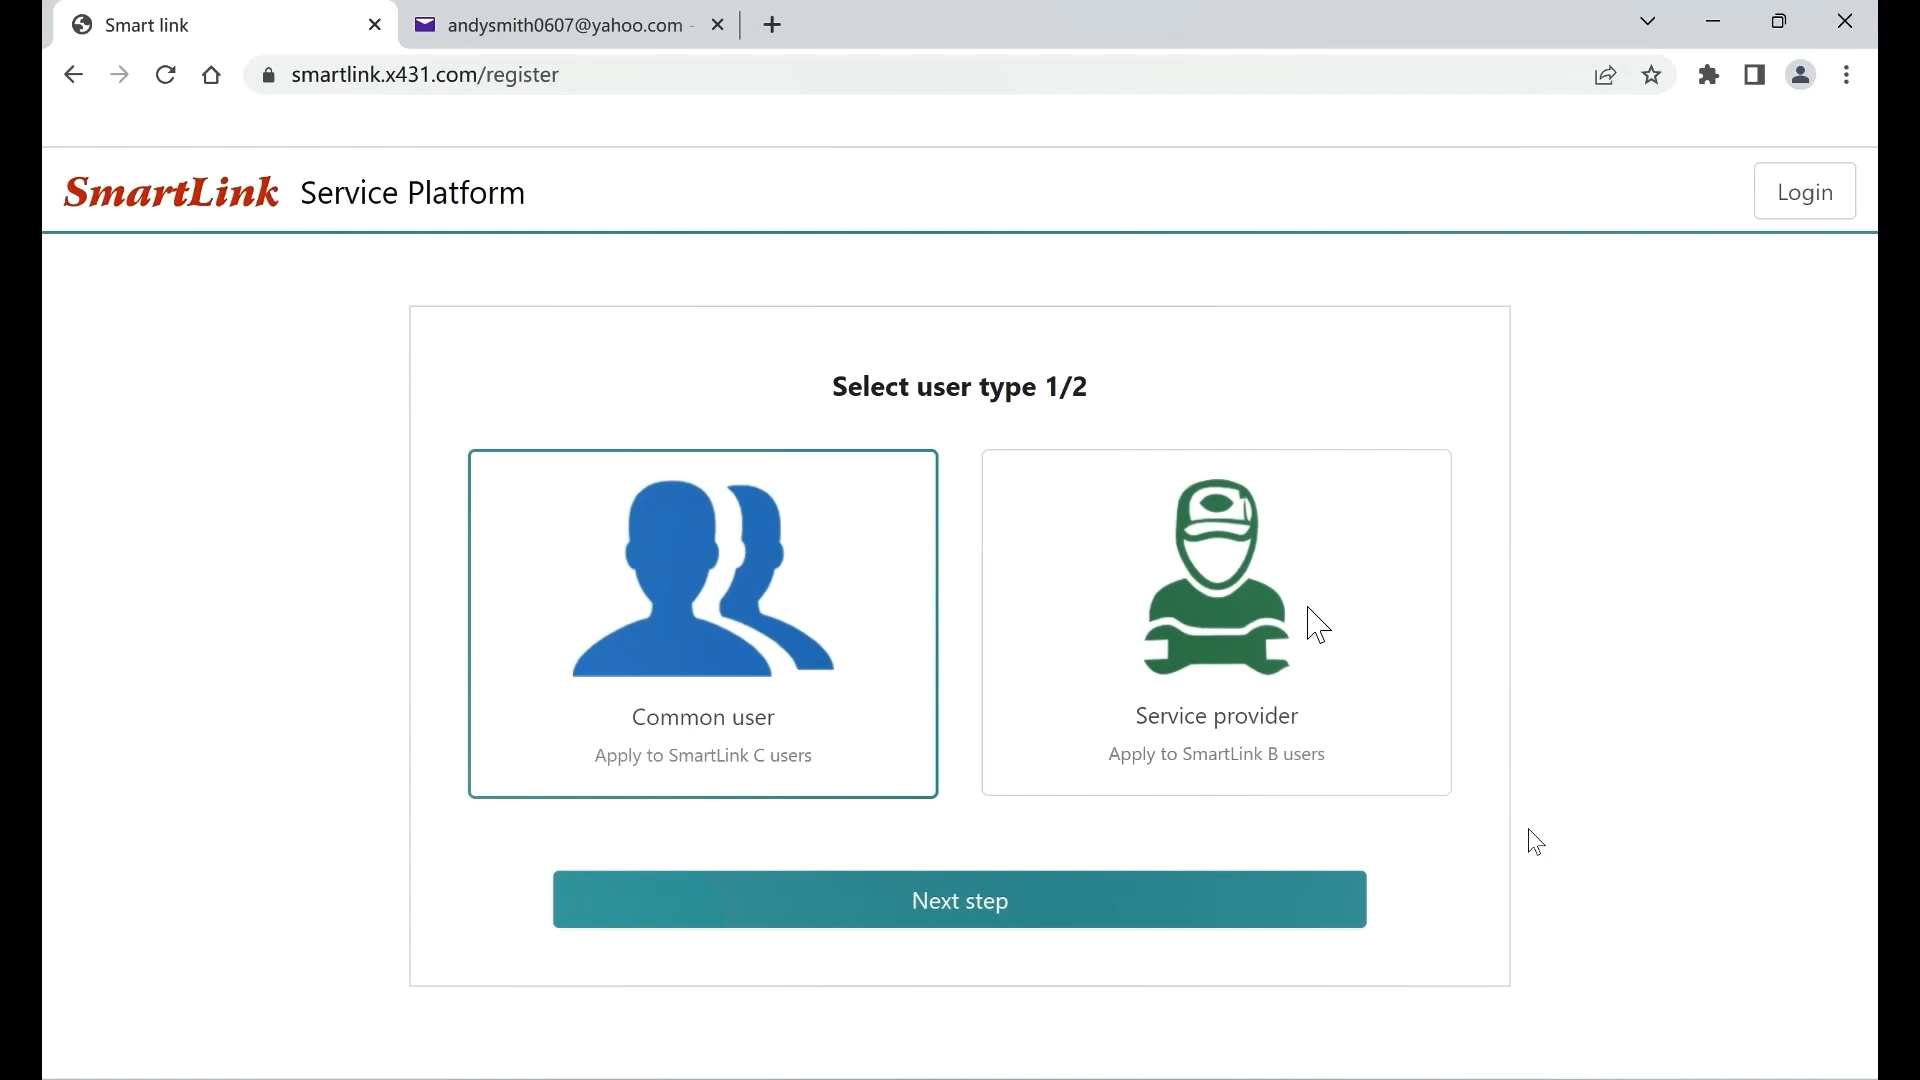 Smart link
andysmith0607@yahoo.com -
smartlink.x431.com/register
SmartLink Service Platform
Login
Select user type 1/2
Common user
Apply to SmartLink C users
Service provider
Apply to SmartLink B users
Next step